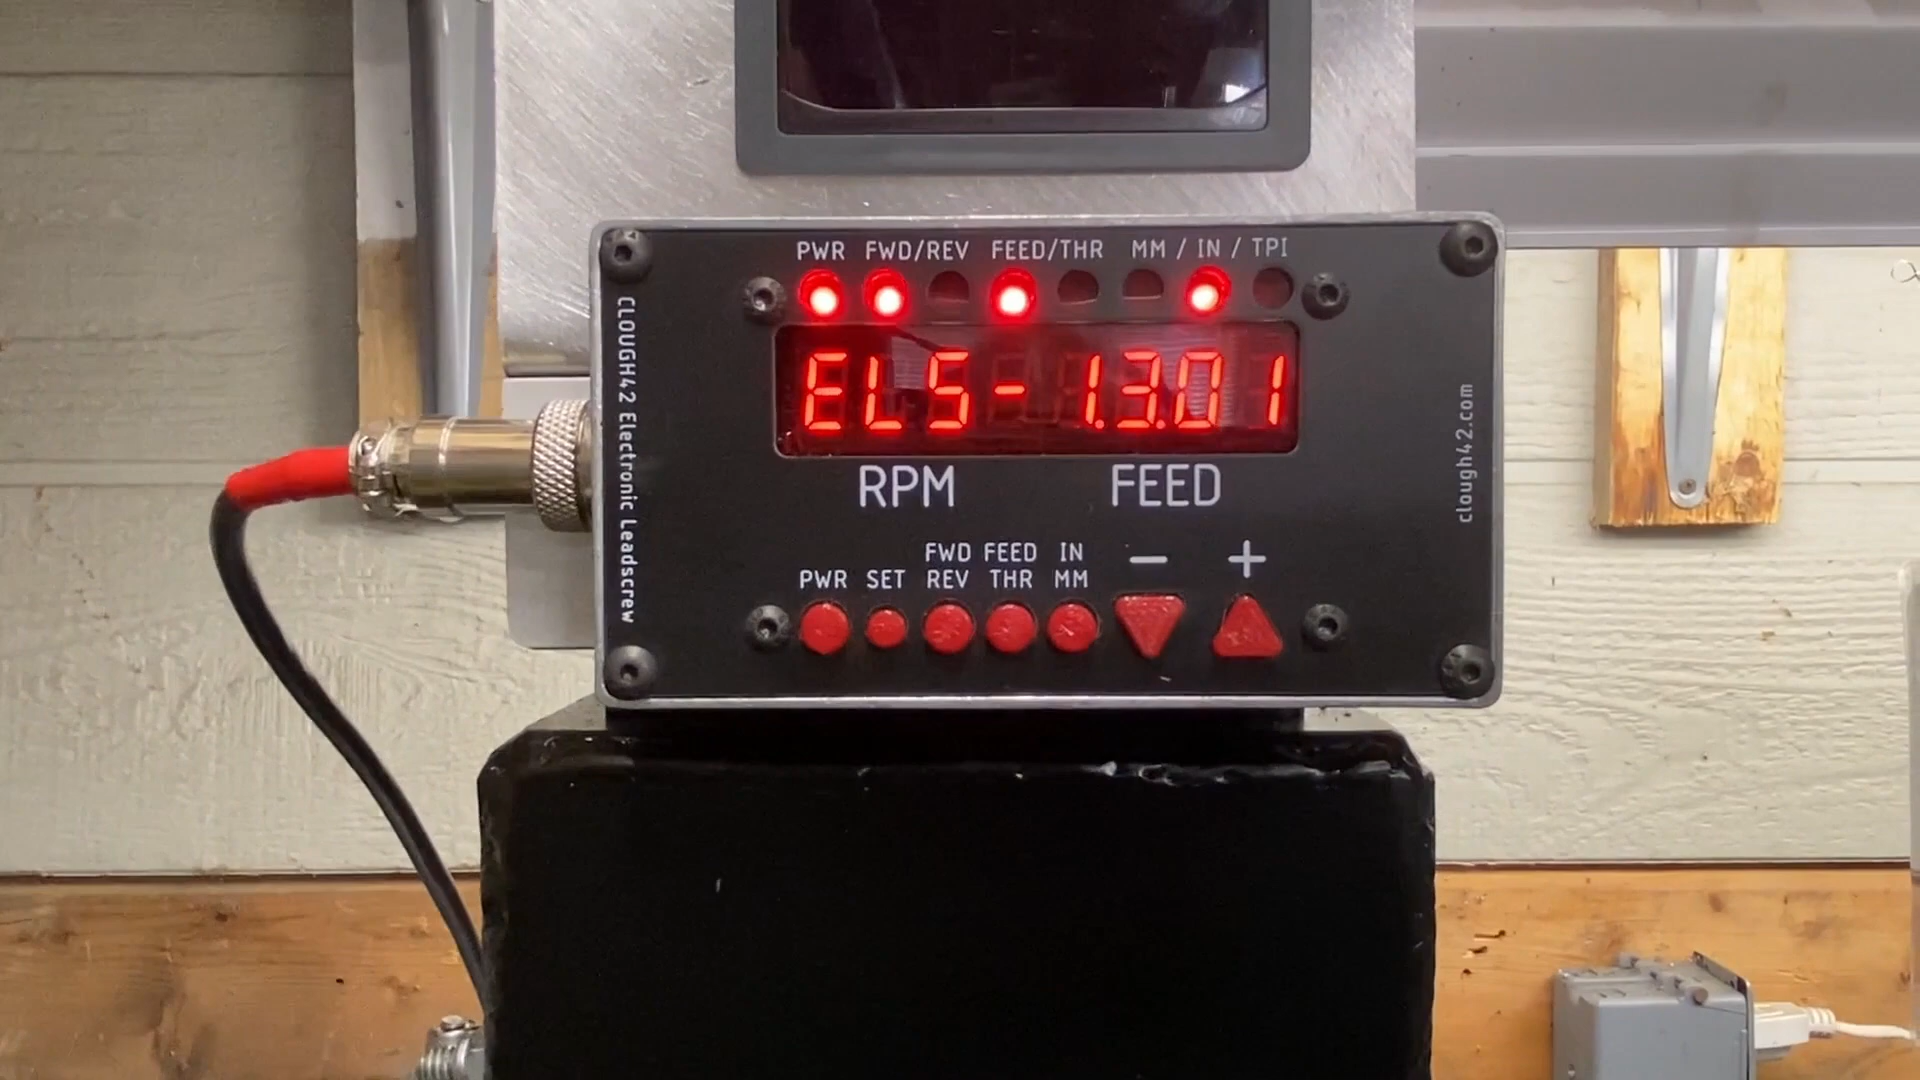 PWR FWD/REV FEED/THR MM / IN / TPI
ELS-1.3.01
RPM FEED
FWD FEED IN − +
PWR SET REV THR MM
CLOUGH42 Electronic Leadscrew
clough42.com